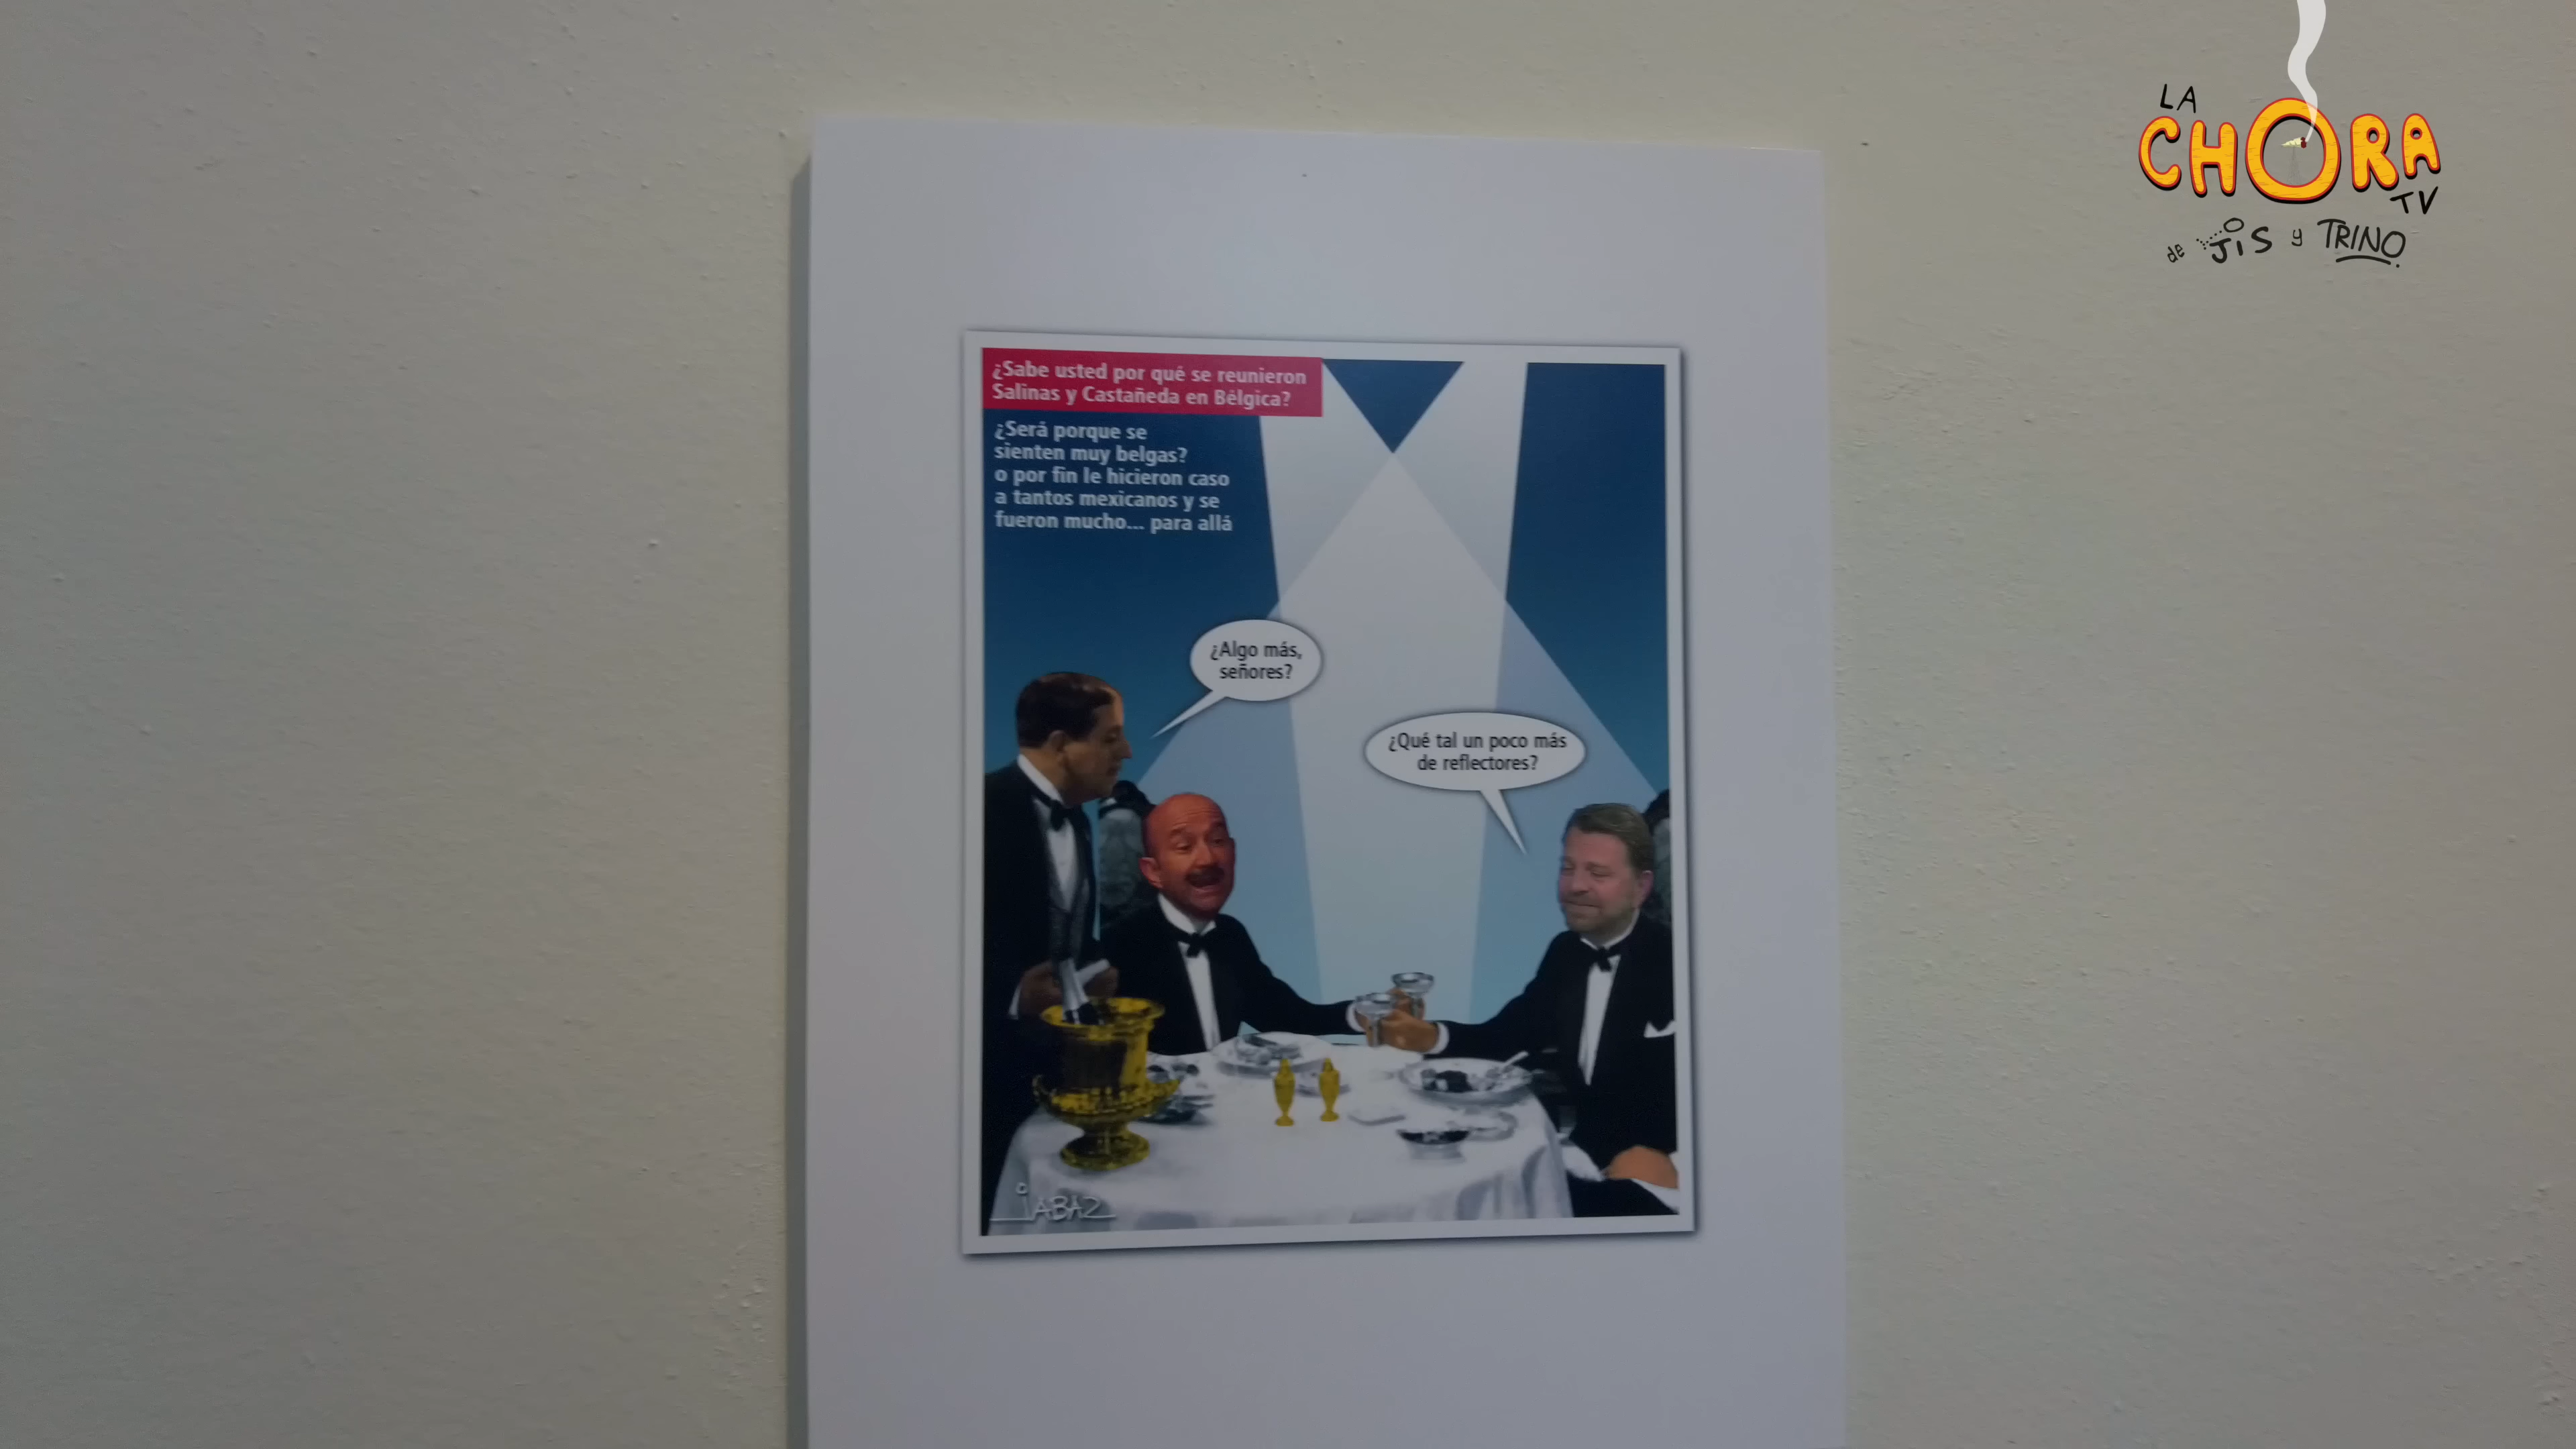 LA
CHORA
TV
de JIS y TRINO
¿Sabe usted por qué se reunieron
Salinas y Castañeda en Bélgica?
¿Será porque se
sienten muy belgas?
o por fin le hicieron caso
a tantos mexicanos y se
fueron mucho... para allá
¿Algo más,
señores?
¿Qué tal un poco más
de reflectores?
JABAZ